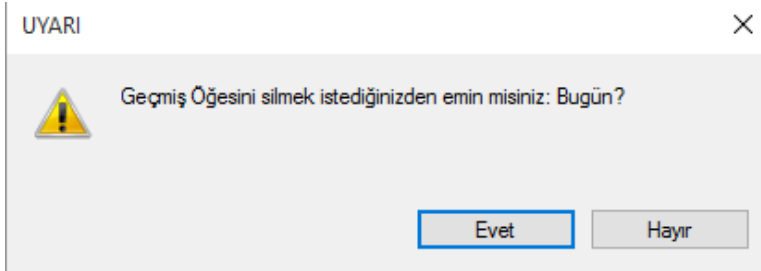 UYARI
Geçmiş Öğesini silmek istediğinizden emin misiniz: Bugün?
Evet
Hayır